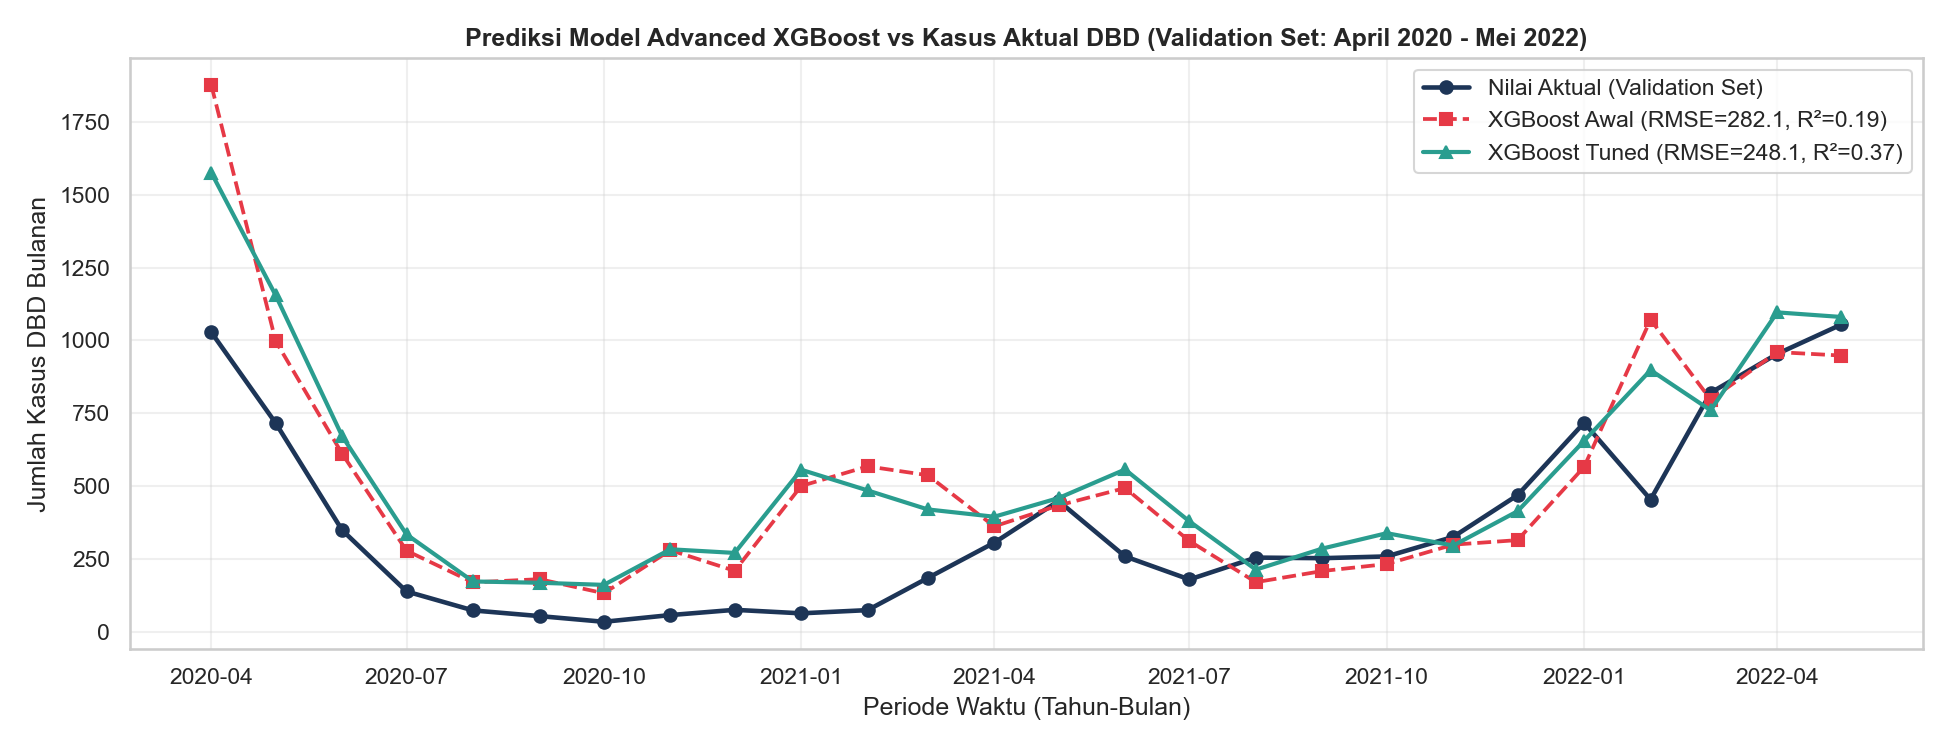 Prediksi Model Advanced XGBoost vs Kasus Aktual DBD (Validation Set: April 2020 - Mei 2022)
Nilai Aktual (Validation Set)
XGBoost Awal (RMSE=282.1, R²=0.19)
XGBoost Tuned (RMSE=248.1, R²=0.37)
Jumlah Kasus DBD Bulanan
1750
1500
1250
1000
750
500
250
0
2020-04 2020-07 2020-10 2021-01 2021-04 2021-07 2021-10 2022-01 2022-04
Periode Waktu (Tahun-Bulan)